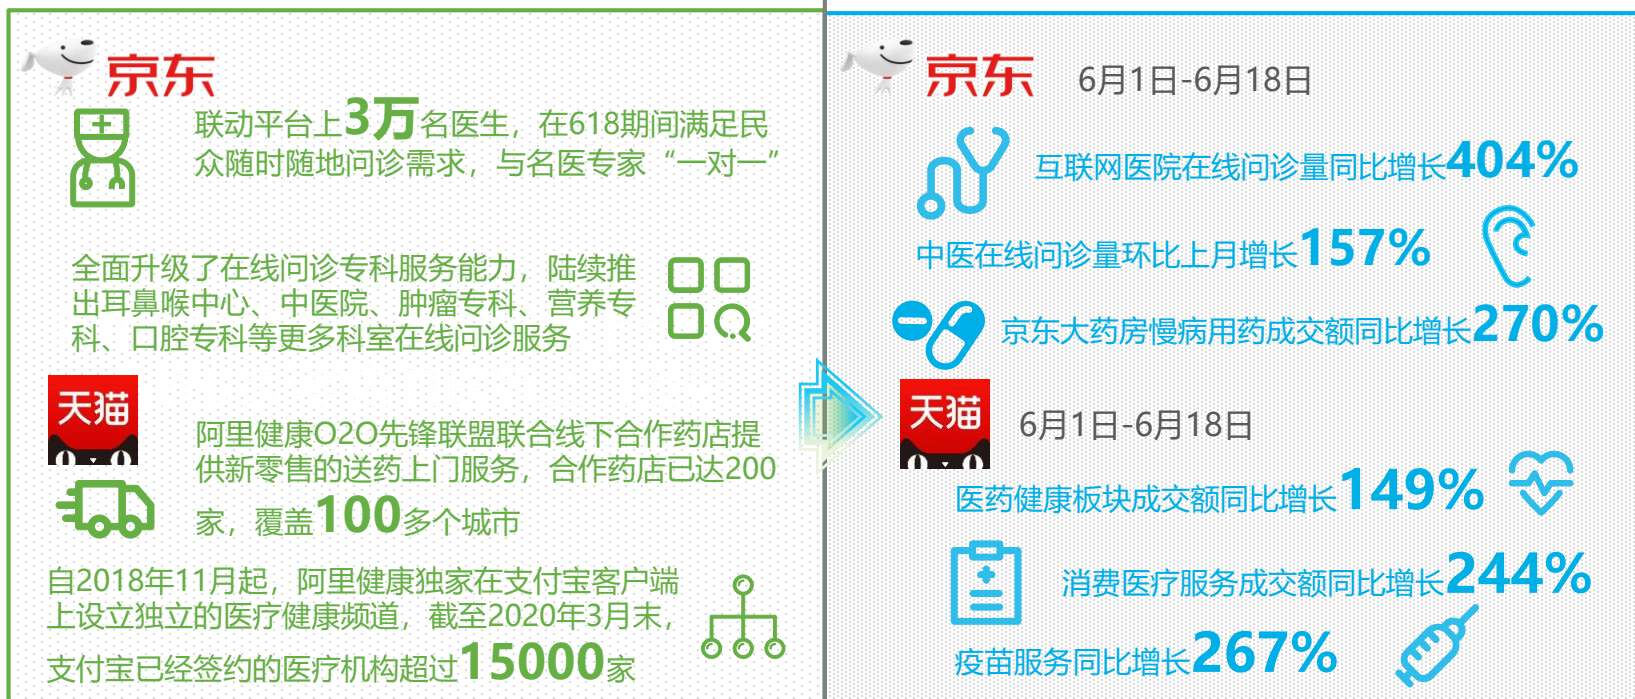 京东
联动平台上3万名医生，在618期间满足民
众随时随地问诊需求，与名医专家“一对一”
全面升级了在线问诊专科服务能力，陆续推
出耳鼻喉中心、中医院、肿瘤专科、营养专
科、口腔专科等更多科室在线问诊服务
天猫
阿里健康O2O先锋联盟联合线下合作药店提
供新零售的送药上门服务，合作药店已达200
家，覆盖100多个城市
自2018年11月起，阿里健康独家在支付宝客户端
上设立独立的医疗健康频道，截至2020年3月末，
支付宝已经签约的医疗机构超过15000家
京东
6月1日-6月18日
互联网医院在线问诊量同比增长404%
中医在线问诊量环比上月增长157%
京东大药房慢病用药成交额同比增长270%
天猫
6月1日-6月18日
医药健康板块成交额同比增长149%
消费医疗服务成交额同比增长244%
疫苗服务同比增长267%